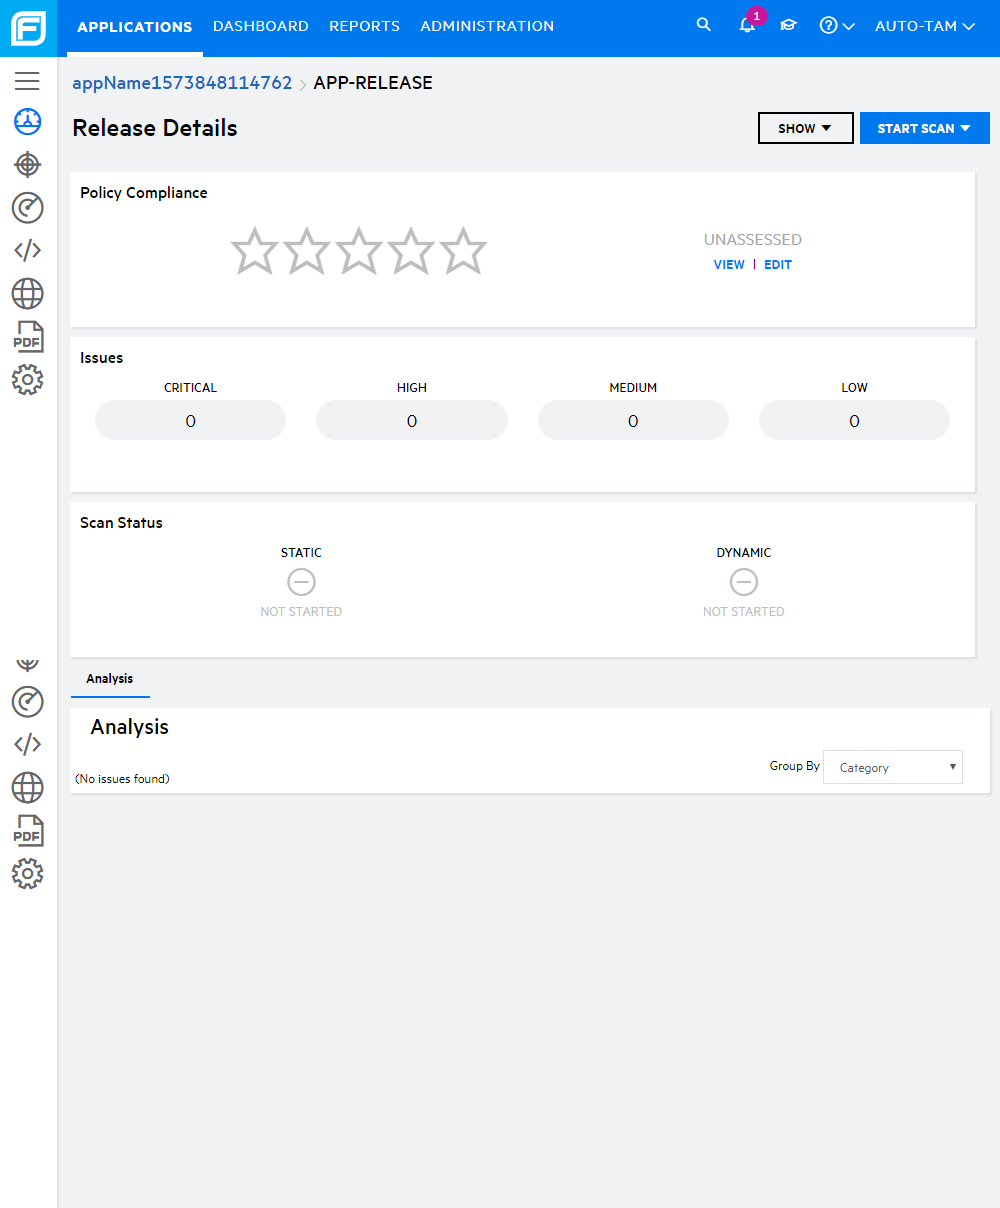 APPLICATIONS DASHBOARD REPORTS ADMINISTRATION 1 AUTO-TAM
appName1573848114762 APP-RELEASE
Release Details SHOW START SCAN
Policy Compliance
UNASSESSED
VIEW | EDIT
Issues
CRITICAL HIGH MEDIUM LOW
0 0 0 0
Scan Status
STATIC DYNAMIC
NOT STARTED NOT STARTED
PDF
Analysis
Analysis
Group By Category
(No issues found)
PDF